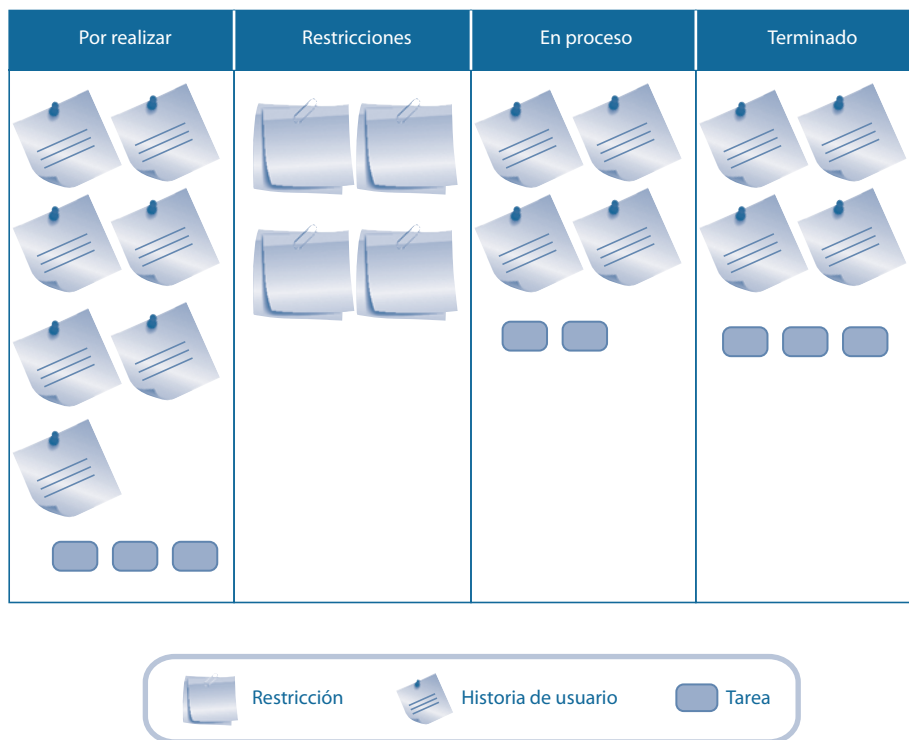 Por realizar
Restricciones
En proceso
Terminado
Restricción
Historia de usuario
Tarea